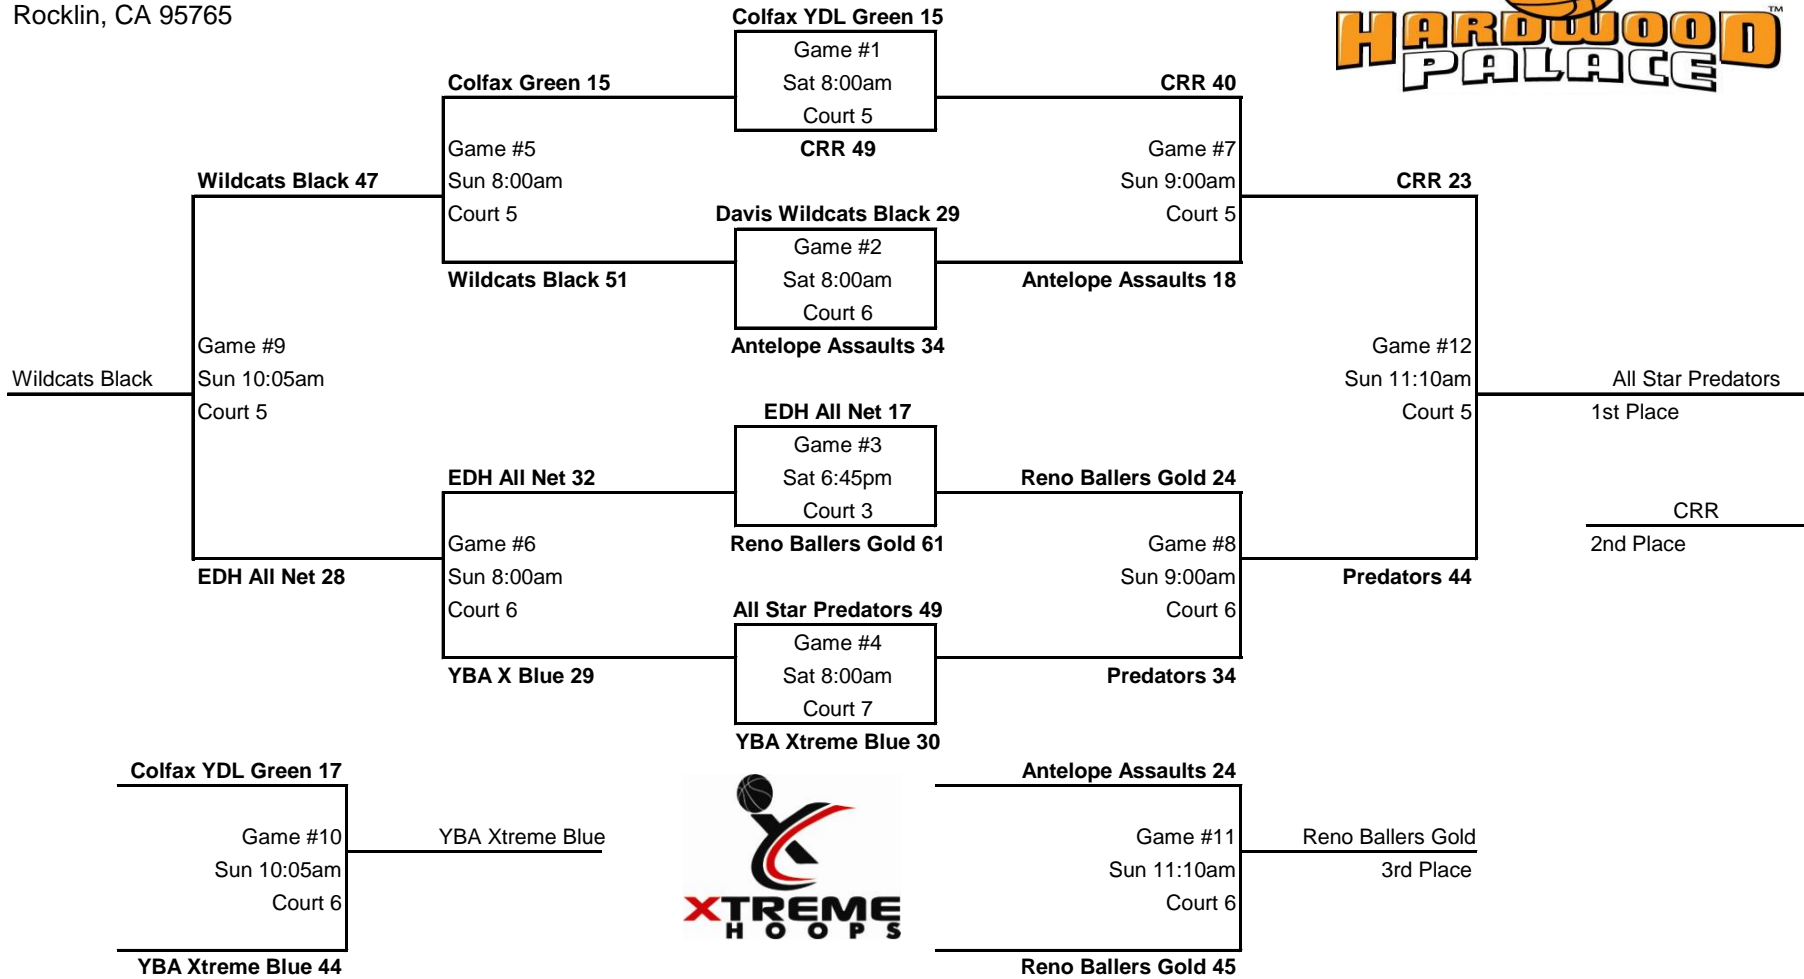 Rocklin, CA 95765
HARDWOOD
PALACE
TM
Colfax YDL Green 15
Game #1
Sat 8:00am
Court 5
CRR 49
Colfax Green 15
Game #5
Sun 8:00am
Court 5
Wildcats Black 51
CRR 40
Game #7
Sun 9:00am
Court 5
Antelope Assaults 18
Wildcats Black 47
CRR 23
Davis Wildcats Black 29
Game #2
Sat 8:00am
Court 6
Antelope Assaults 34
Game #9
Sun 10:05am
Court 5
Wildcats Black
Game #12
Sun 11:10am
Court 5
All Star Predators
1st Place
EDH All Net 17
Game #3
Sat 6:45pm
Court 3
Reno Ballers Gold 61
EDH All Net 32
Game #6
Sun 8:00am
Court 6
YBA X Blue 29
Reno Ballers Gold 24
Game #8
Sun 9:00am
Court 6
Predators 34
CRR
2nd Place
EDH All Net 28
Predators 44
All Star Predators 49
Game #4
Sat 8:00am
Court 7
YBA Xtreme Blue 30
Colfax YDL Green 17
Game #10
Sun 10:05am
Court 6
YBA Xtreme Blue 44
YBA Xtreme Blue
XTREME
HOOPS
Antelope Assaults 24
Game #11
Sun 11:10am
Court 6
Reno Ballers Gold 45
Reno Ballers Gold
3rd Place